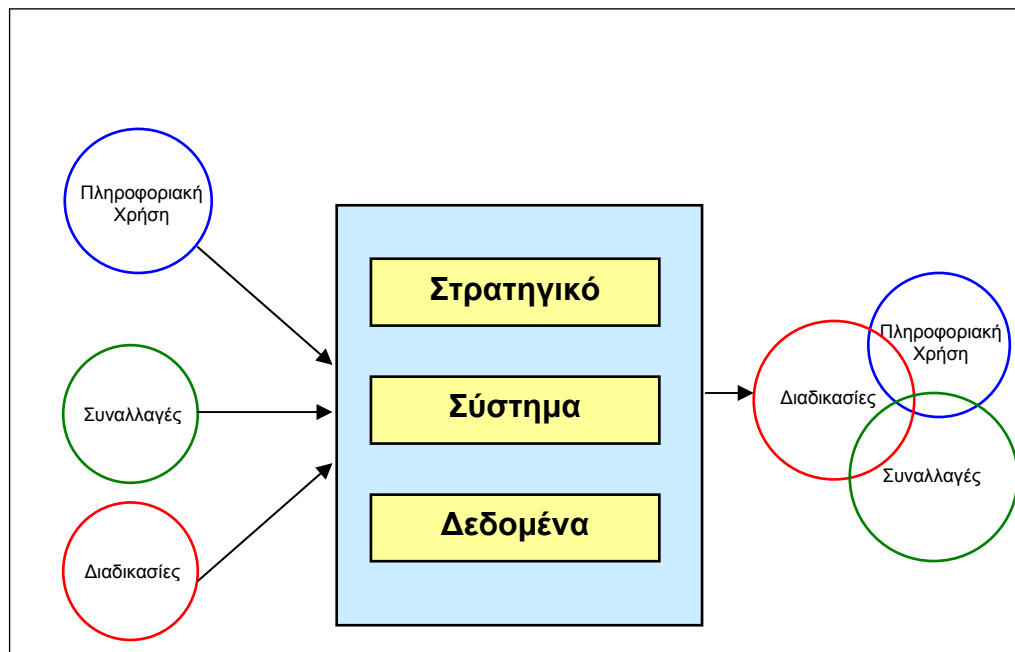 Πληροφοριακή
Χρήση
Συναλλαγές
Διαδικασίες
Στρατηγικό
Σύστημα
Δεδομένα
Πληροφοριακή
Χρήση
Διαδικασίες
Συναλλαγές